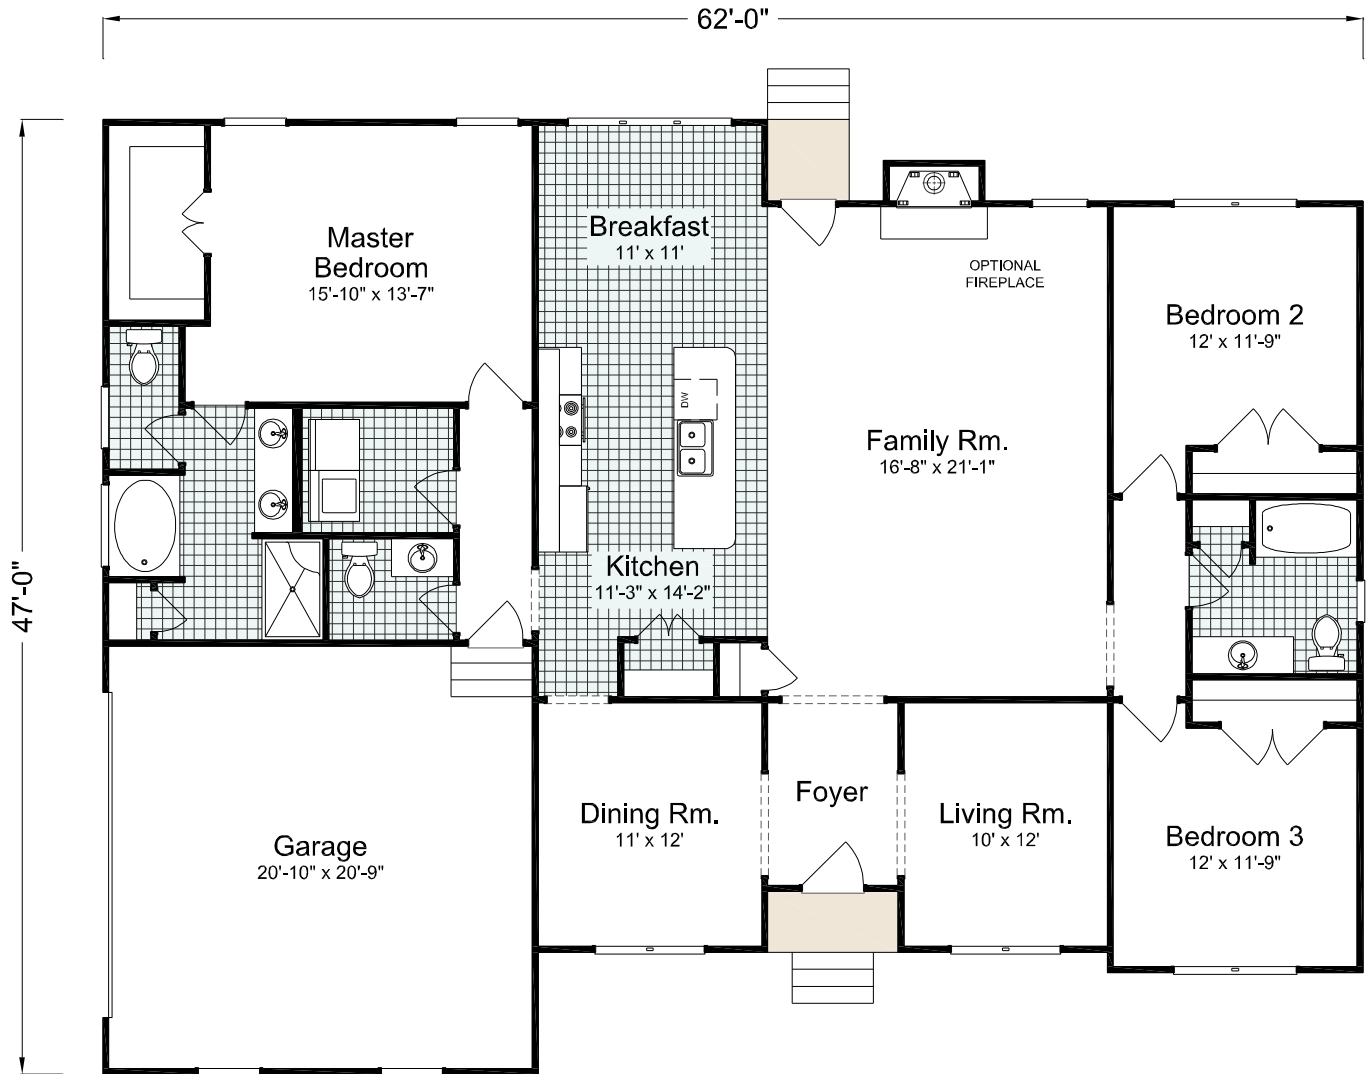 62'-0"
47'-0"
Master
Bedroom
15'-10" x 13'-7"
Breakfast
11' x 11'
OPTIONAL
FIREPLACE
Bedroom 2
12' x 11'-9"
DW
Family Rm.
16'-8" x 21'-1"
Kitchen
11'-3" x 14'-2"
Garage
20'-10" x 20'-9"
Dining Rm.
11' x 12'
Foyer
Living Rm.
10' x 12'
Bedroom 3
12' x 11'-9"